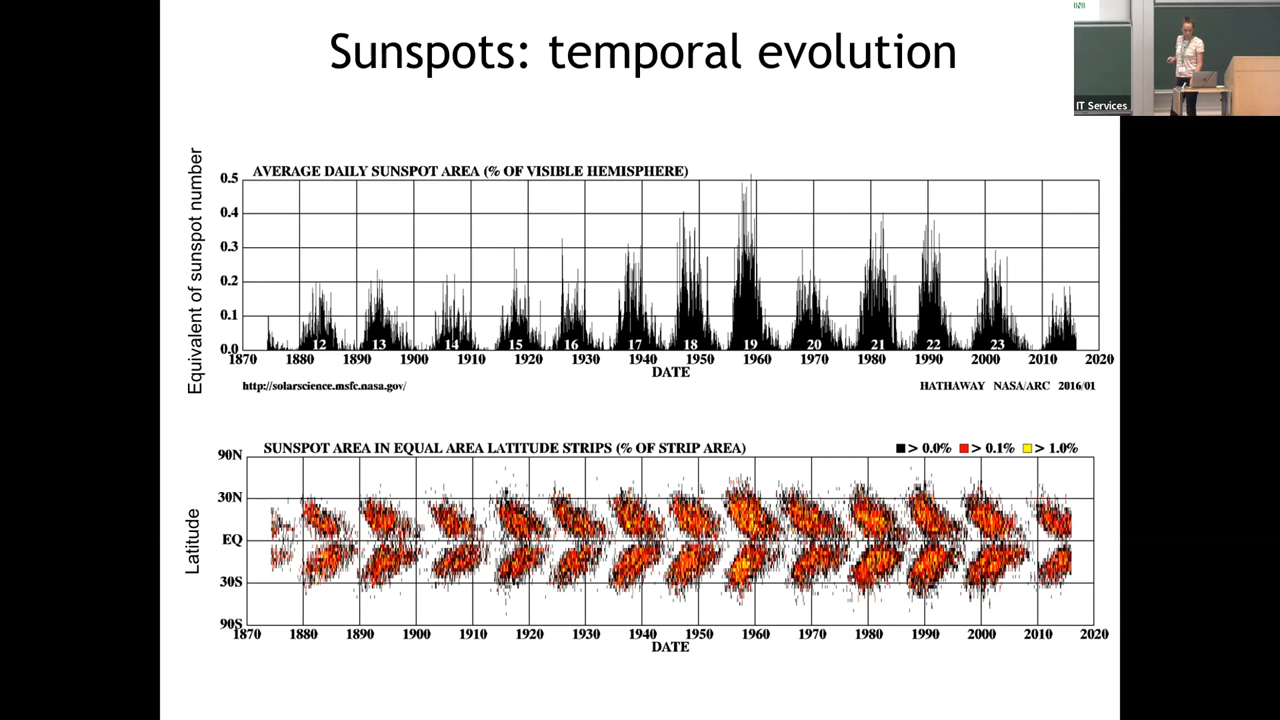 Sunspots: temporal evolution
IT Services
AVERAGE DAILY SUNSPOT AREA (% OF VISIBLE HEMISPHERE)
Equivalent of sunspot number
0.5
0.4
0.3
0.2
0.1
0.0
12 13 14 15 16 17 18 19 20 21 22 23
1870 1880 1890 1900 1910 1920 1930 1940 1950 1960 1970 1980 1990 2000 2010 2020
DATE
http://solarscience.msfc.nasa.gov/
HATHAWAY NASA/ARC 2016/01
SUNSPOT AREA IN EQUAL AREA LATITUDE STRIPS (% OF STRIP AREA)
> 0.0% > 0.1% > 1.0%
Latitude
90N
30N
EQ
30S
90S
1870 1880 1890 1900 1910 1920 1930 1940 1950 1960 1970 1980 1990 2000 2010 2020
DATE